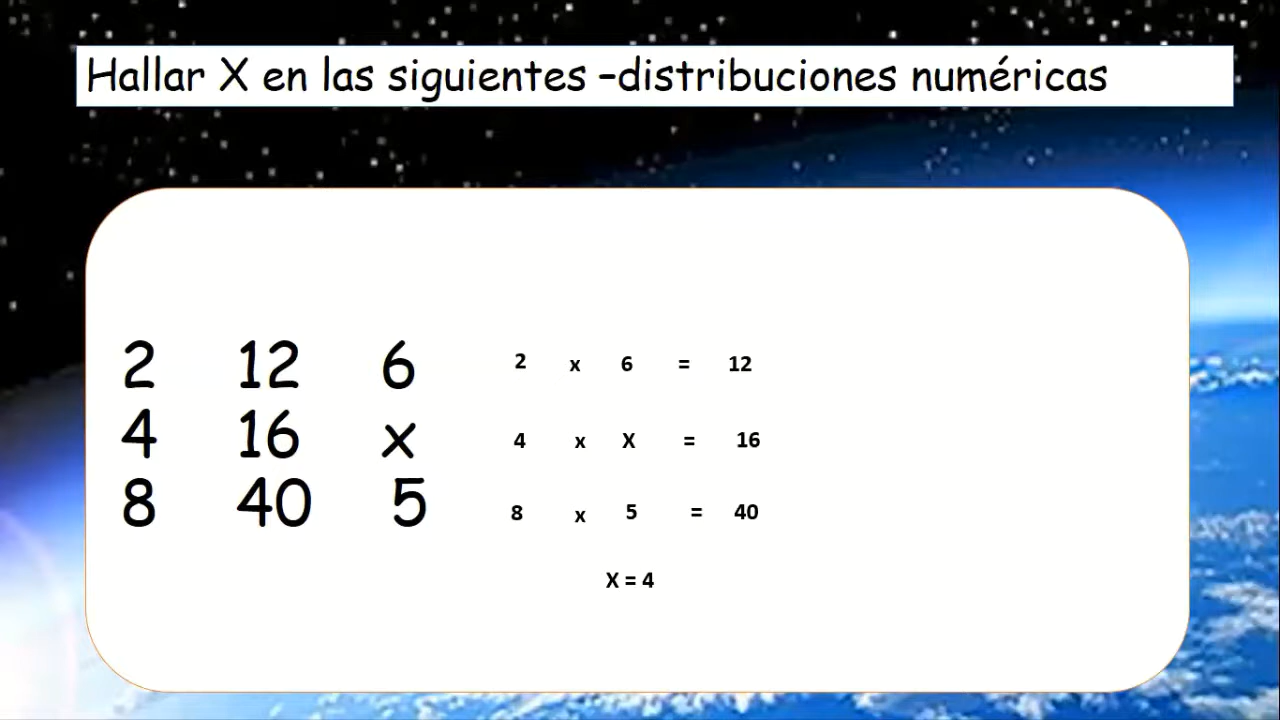 Hallar X en las siguientes –distribuciones numéricas
2 12 6 2 x 6 = 12
4 16 x 4 x X = 16
8 40 5 8 x 5 = 40
X = 4